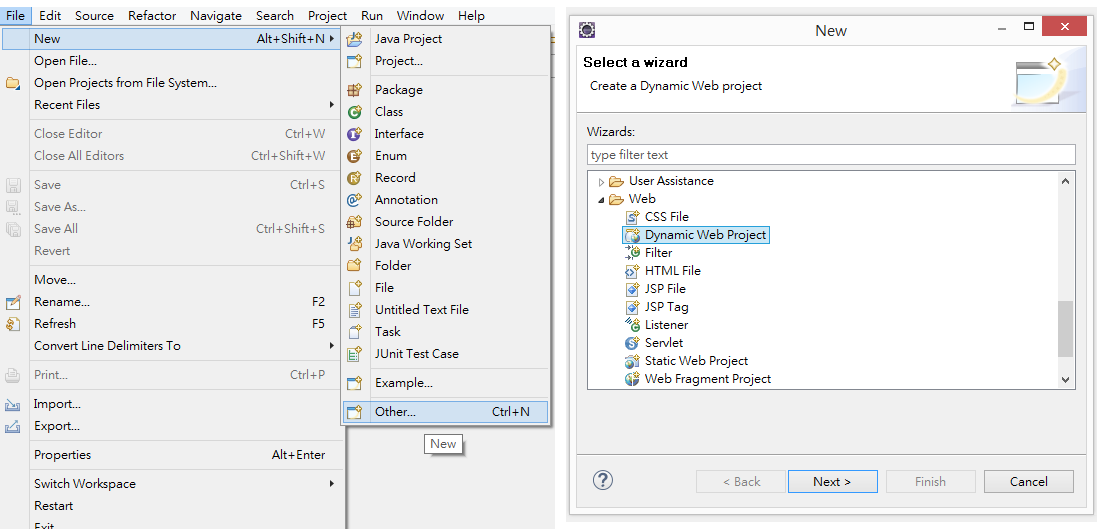 File Edit Source Refactor Navigate Search Project Run Window Help
New Alt+Shift+N
Open File...
Open Projects from File System...
Recent Files
Close Editor Ctrl+W
Close All Editors Ctrl+Shift+W
Save Ctrl+S
Save As...
Save All Ctrl+Shift+S
Revert
Move...
Rename... F2
Refresh F5
Convert Line Delimiters To
Print... Ctrl+P
Import...
Export...
Properties Alt+Enter
Switch Workspace
Restart
Exit
Java Project
Project...
Package
Class
Interface
Enum
Record
Annotation
Source Folder
Java Working Set
Folder
File
Untitled Text File
Task
JUnit Test Case
Example...
Other... Ctrl+N
New
New
Select a wizard
Create a Dynamic Web project
Wizards:
type filter text
User Assistance
Web
CSS File
Dynamic Web Project
Filter
HTML File
JSP File
JSP Tag
Listener
Servlet
Static Web Project
Web Fragment Project
? < Back Next > Finish Cancel